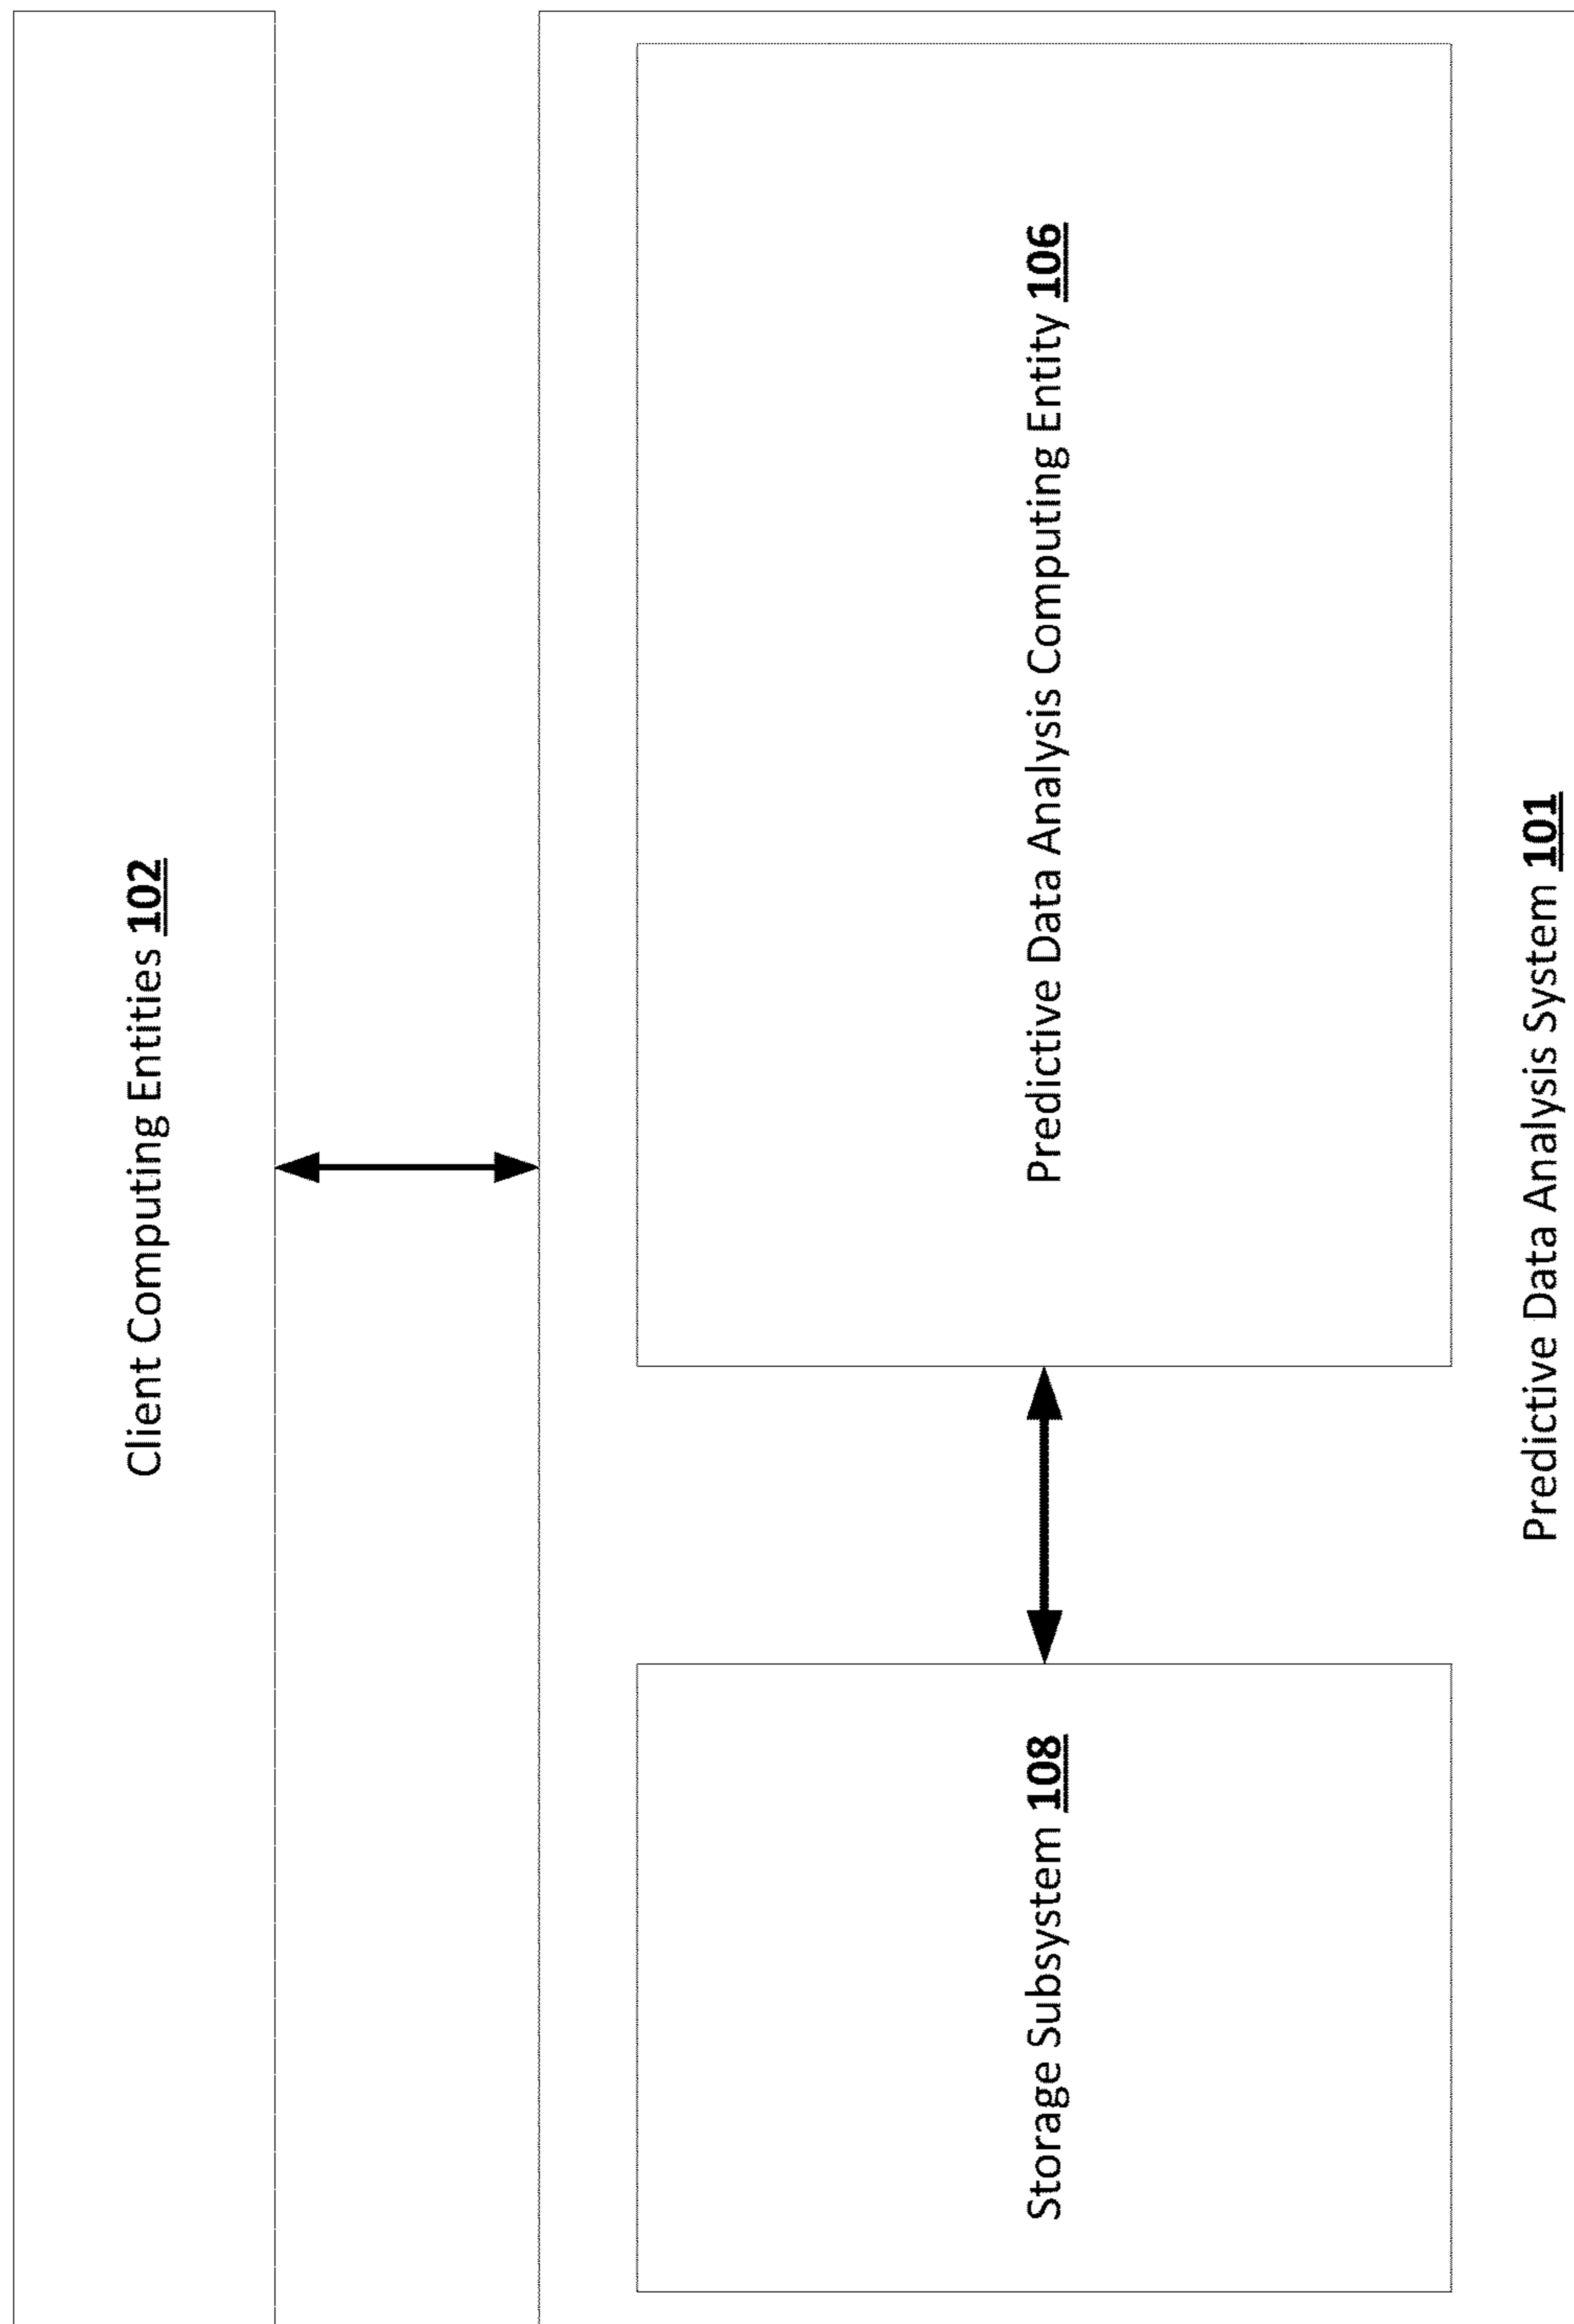 Client Computing Entities 102
Storage Subsystem 108
Predictive Data Analysis Computing Entity 106
Predictive Data Analysis System 101